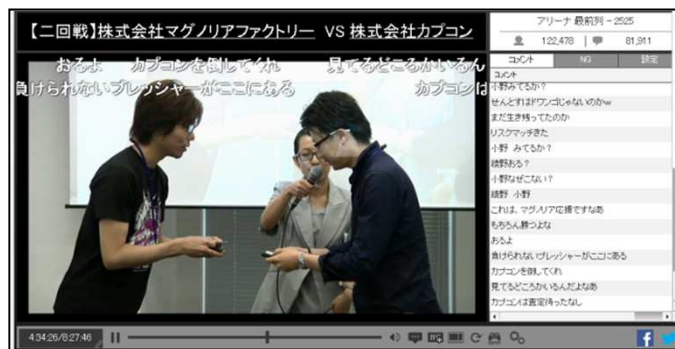 【二回戦】株式会社マグノリアファクトリー VS 株式会社カプコン
おるよ カプコンを倒してくれ 見てるどころかいるん
負けられないプレッシャーがここにある カプコンは
アリーナ 最前列 - 2525
122,478 81,911
コメント NG 設定
コメント
小野みてるか?
せんとすはドワンゴじゃないのかw
まだ生き残ってたのか
リスクマッチきた
小野 みてるか?
積野ある?
小野なぜこない?
積野 小野
これは、マグノリア応援ですなあ
もちろん勝つよな
おるよ
負けられないプレッシャーがここにある
カプコンを倒してくれ
見てるどころかいるんだよなあ
カプコンは査定待ったなし
4:34:26/8:27:46